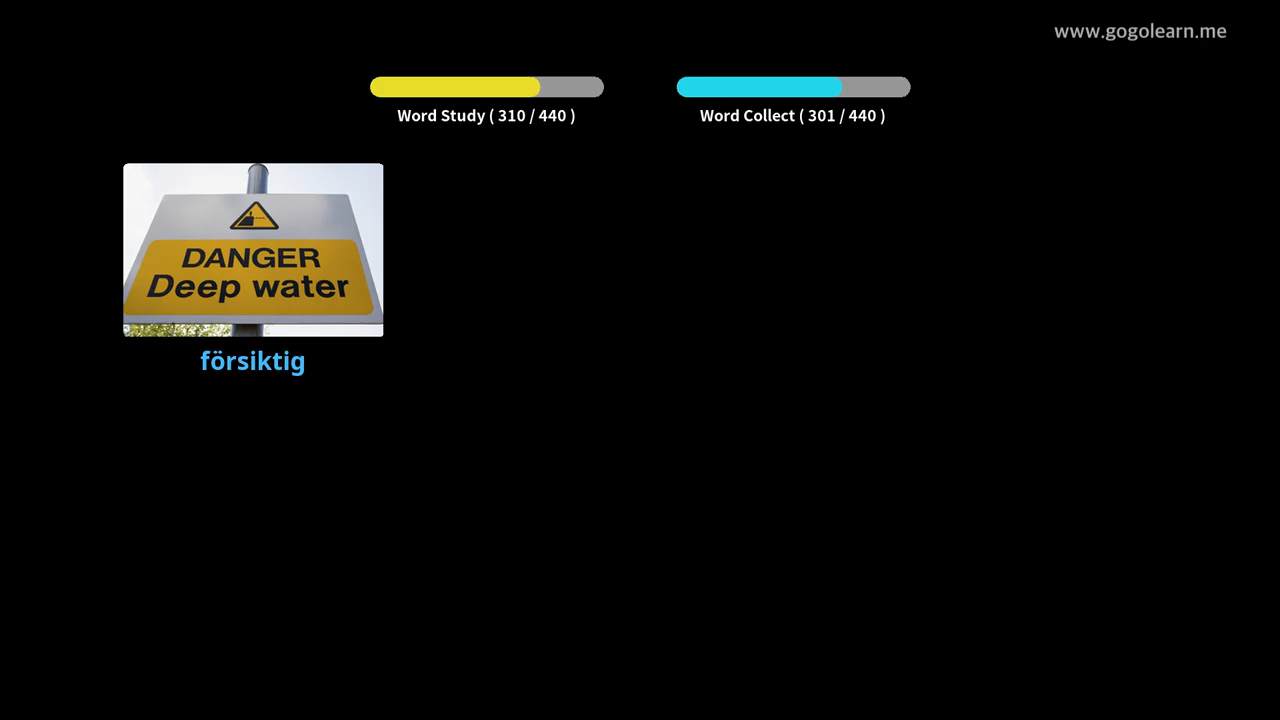 www.gogolearn.me
Word Study ( 310 / 440 )
Word Collect ( 301 / 440 )
DANGER
Deep water
försiktig